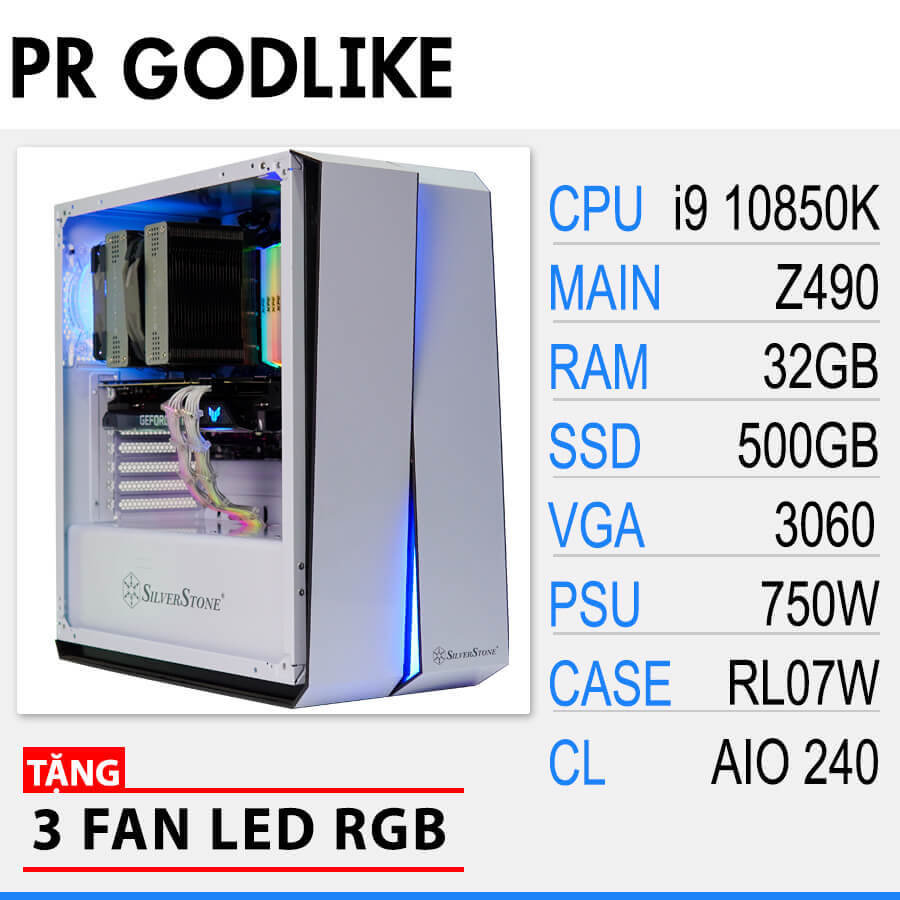 PR GODLIKE
CPU i9 10850K
MAIN Z490
RAM 32GB
SSD 500GB
VGA 3060
PSU 750W
CASE RL07W
CL AIO 240
GEFORC
SILVERSTONE®
SILVERSTONE®
TẶNG
3 FAN LED RGB